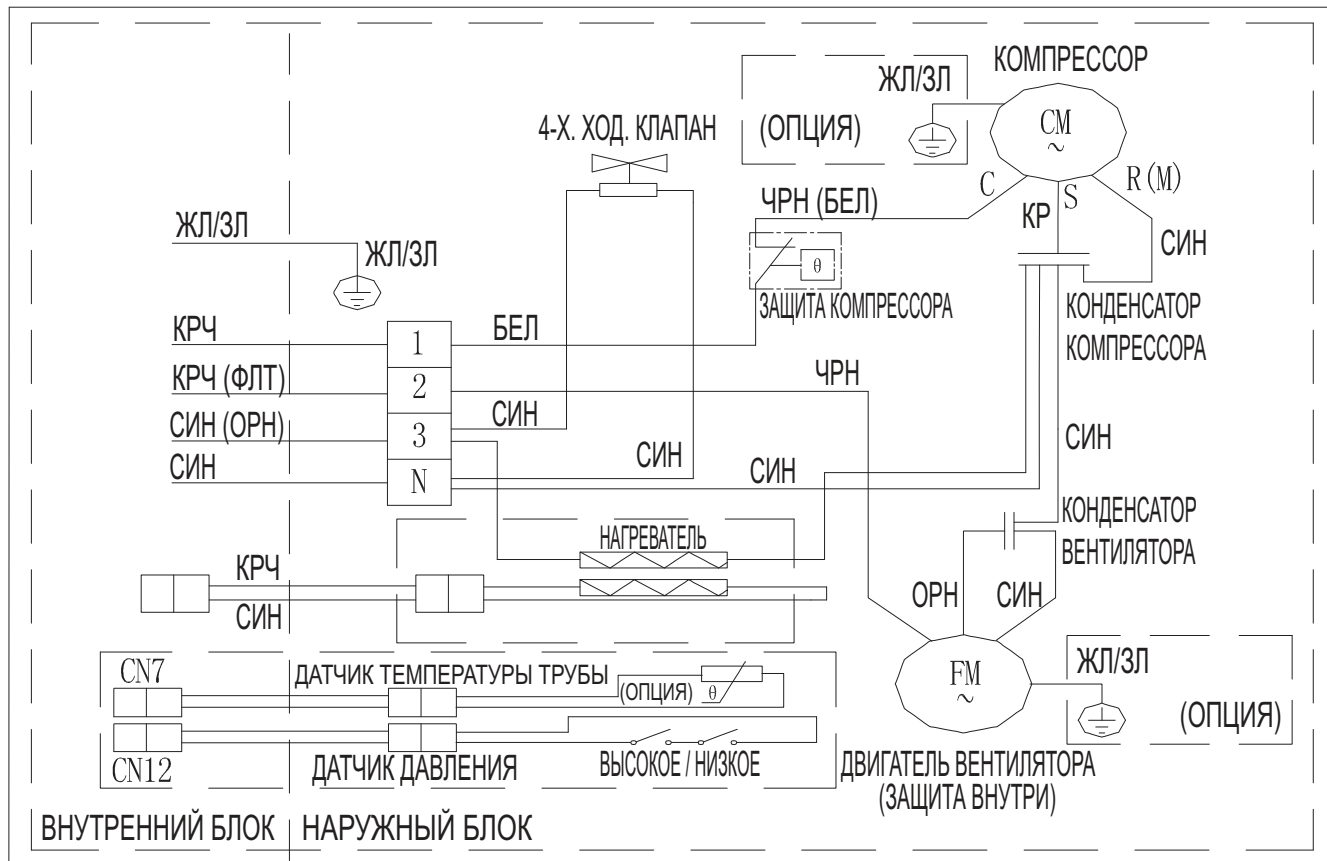 КОМПРЕССОР
ЖЛ/ЗЛ
(ОПЦИЯ)
CM
~
4-Х. ХОД. КЛАПАН
C
S
R(M)
ЧРН (БЕЛ)
КР
СИН
ЖЛ/ЗЛ
ЖЛ/ЗЛ
θ
ЗАЩИТА КОМПРЕССОРА
КОНДЕНСАТОР
КОМПРЕССОРА
КРЧ
1
БЕЛ
КРЧ (ФЛТ)
2
ЧРН
СИН (ОРН)
3
СИН
СИН
N
СИН
СИН
СИН
НАГРЕВАТЕЛЬ
КОНДЕНСАТОР
ВЕНТИЛЯТОРА
КРЧ
СИН
ОРН
СИН
CN7
ДАТЧИК ТЕМПЕРАТУРЫ ТРУБЫ
(ОПЦИЯ)
θ
FM
~
ЖЛ/ЗЛ
(ОПЦИЯ)
CN12
ДАТЧИК ДАВЛЕНИЯ
ВЫСОКОЕ / НИЗКОЕ
ДВИГАТЕЛЬ ВЕНТИЛЯТОРА
(ЗАЩИТА ВНУТРИ)
ВНУТРЕННИЙ БЛОК
НАРУЖНЫЙ БЛОК